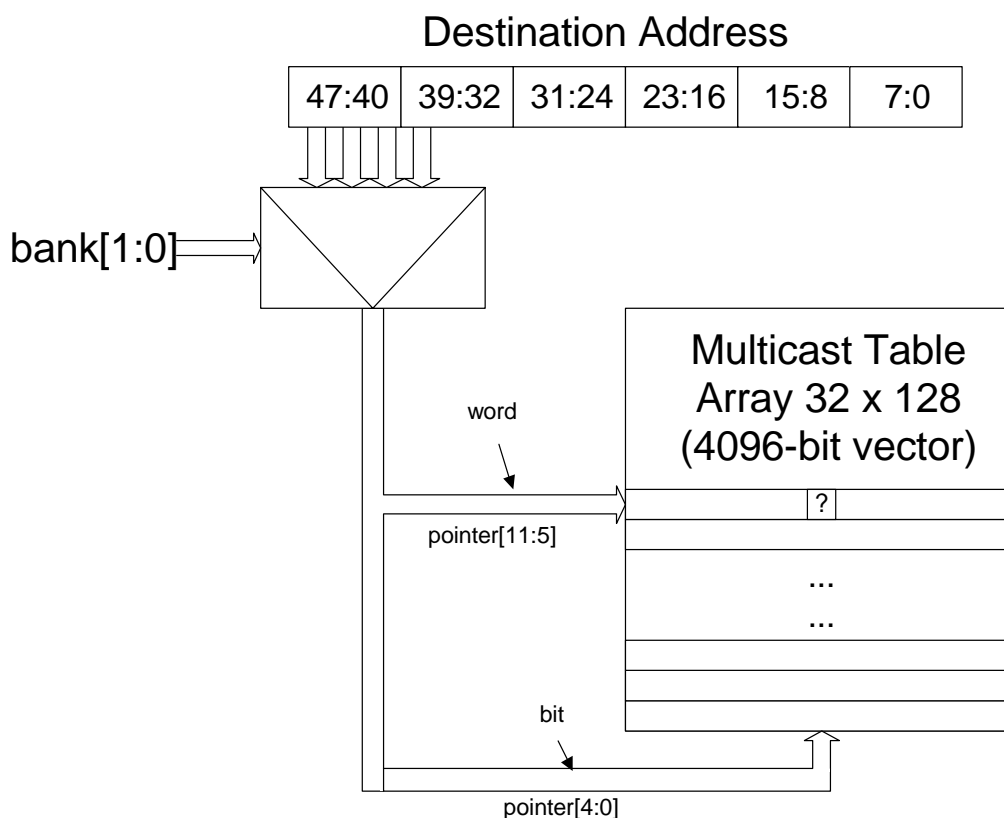 Destination Address
47:40 39:32 31:24 23:16 15:8 7:0
bank[1:0]
Multicast Table
Array 32 x 128
(4096-bit vector)
word
?
pointer[11:5]
...
...
bit
pointer[4:0]